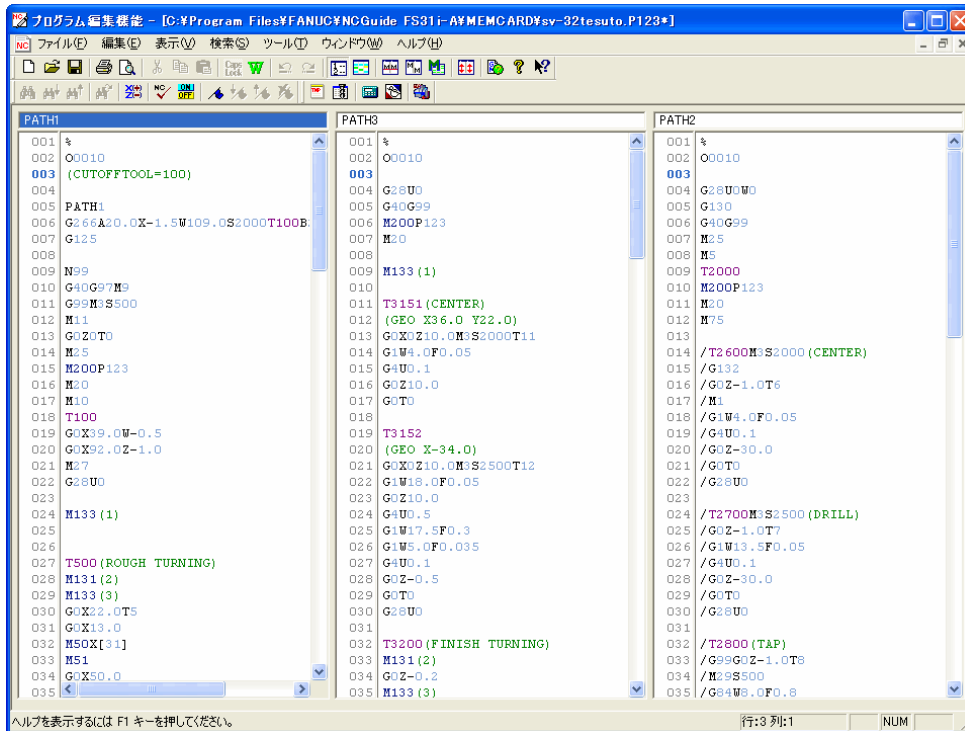 プログラム編集機能 - [C:¥Program Files¥FANUC¥NCGuide FS31i-A¥MEMCARD¥sv-32tesuto.P123*]
ファイル(F) 編集(E) 表示(V) 検索(S) ツール(T) ウィンドウ(W) ヘルプ(H)
PATH1
001 %
002 O0010
003 (CUTOFFTOOL=100)
004
005 PATH1
006 G266A20.0X-1.5W109.0S2000T100B
007 G125
008
009 N99
010 G40G97M9
011 G99M3S500
012 M11
013 G0Z0T0
014 M25
015 M200P123
016 M20
017 M10
018 T100
019 G0X39.0W-0.5
020 G0X92.0Z-1.0
021 M27
022 G28U0
023
024 M133(1)
025
026
027 T500(ROUGH TURNING)
028 M131(2)
029 M133(3)
030 G0X22.0T5
031 G0X13.0
032 M50X[31]
033 M51
034 G0X50.0
035
PATH3
001 %
002 O0010
003
004 G28U0
005 G40G99
006 M200P123
007 M20
008
009 M133(1)
010
011 T3151(CENTER)
012 (GEO X36.0 Y22.0)
013 G0X0Z10.0M3S2000T11
014 G1W4.0F0.05
015 G4U0.1
016 G0Z10.0
017 G0T0
018
019 T3152
020 (GEO X-34.0)
021 G0X0Z10.0M3S2500T12
022 G1W18.0F0.05
023 G0Z10.0
024 G4U0.5
025 G1W17.5F0.3
026 G1W5.0F0.035
027 G4U0.1
028 G0Z-0.5
029 G0T0
030 G28U0
031
032 T3200(FINISH TURNING)
033 M131(2)
034 G0Z-0.2
035 M133(3)
PATH2
001 %
002 O0010
003
004 G28U0W0
005 G130
006 G40G99
007 M25
008 M5
009 T2000
010 M200P123
011 M20
012 M75
013
014 /T2600M3S2000(CENTER)
015 /G132
016 /G0Z-1.0T6
017 /M1
018 /G1W4.0F0.05
019 /G4U0.1
020 /G0Z-30.0
021 /G0T0
022 /G28U0
023
024 /T2700M3S2500(DRILL)
025 /G0Z-1.0T7
026 /G1W13.5F0.05
027 /G4U0.1
028 /G0Z-30.0
029 /G0T0
030 /G28U0
031
032 /T2800(TAP)
033 /G99G0Z-1.0T8
034 /M29S500
035 /G84W8.0F0.8
ヘルプを表示するには F1 キーを押してください。
行:3 列:1
NUM